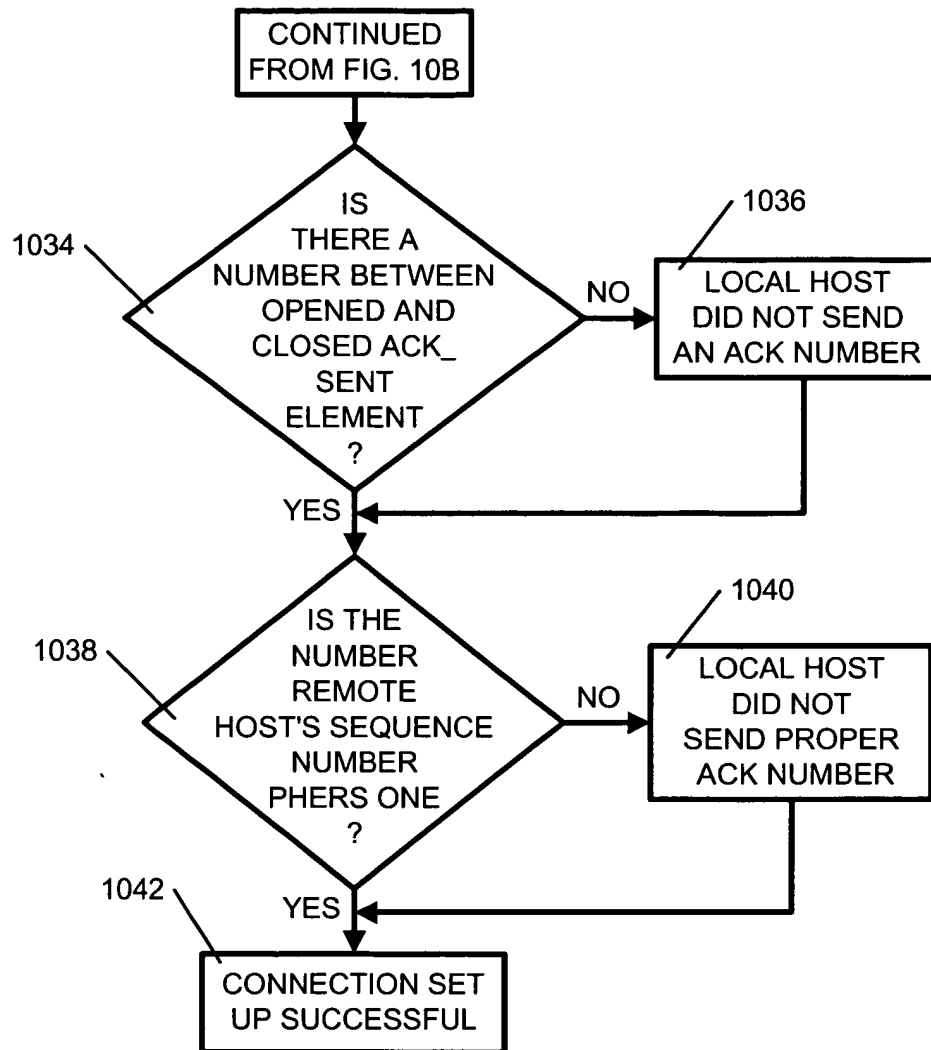 CONTINUED
FROM FIG. 10B
1034
IS
THERE A
NUMBER BETWEEN
OPENED AND
CLOSED ACK_
SENT
ELEMENT
?
NO
1036
LOCAL HOST
DID NOT SEND
AN ACK NUMBER
YES
1038
IS THE
NUMBER
REMOTE
HOST'S SEQUENCE
NUMBER
PHERS ONE
?
NO
1040
LOCAL HOST
DID NOT
SEND PROPER
ACK NUMBER
YES
1042
CONNECTION SET
UP SUCCESSFUL